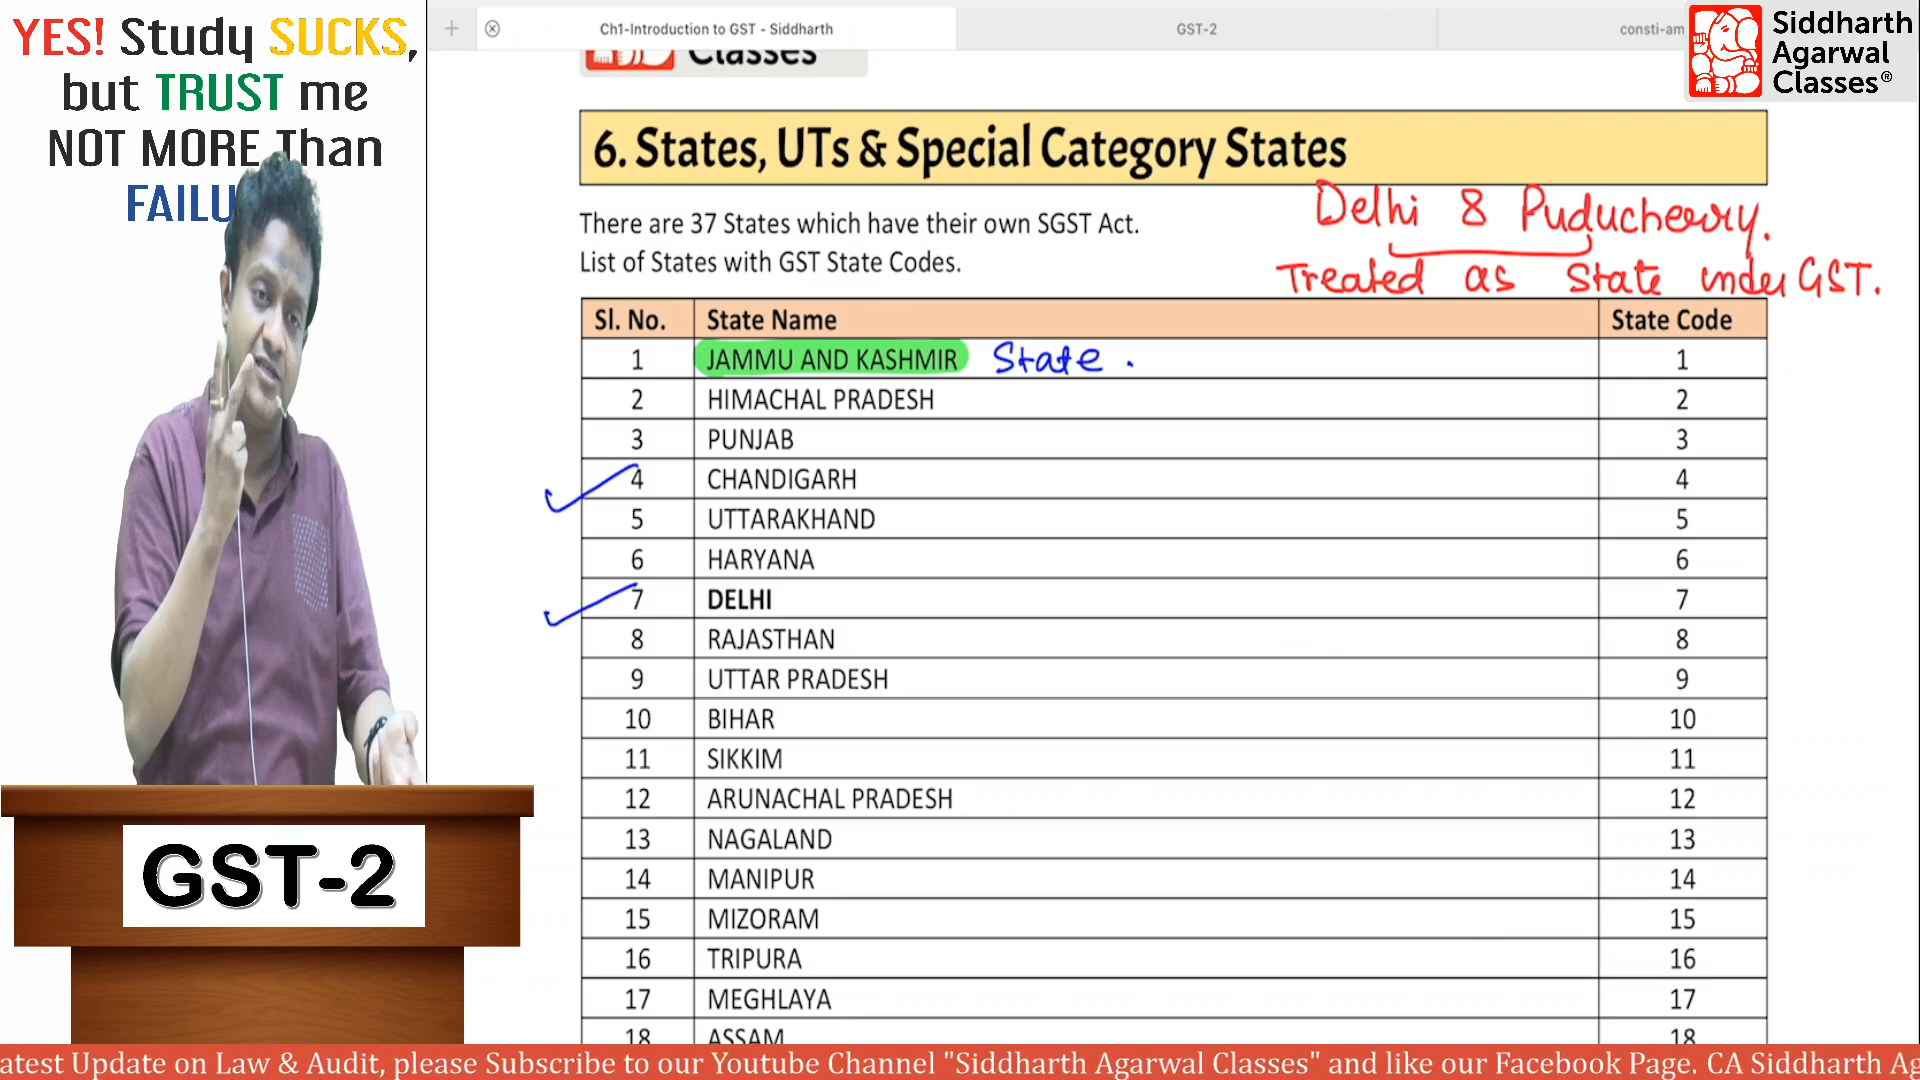 YES! Study SUCKS,
but TRUST me
NOT MORE Than
FAILU
Ch1-Introduction to GST - Siddharth
GST-2
consti-am
Siddharth
Agarwal
Classes®
Classes
6. States, UTs & Special Category States
There are 37 States which have their own SGST Act.
List of States with GST State Codes.
Delhi & Puducherry.
Treated as State under GST.
Sl. No. State Name State Code
1 JAMMU AND KASHMIR State. 1
2 HIMACHAL PRADESH 2
3 PUNJAB 3
4 CHANDIGARH 4
5 UTTARAKHAND 5
6 HARYANA 6
7 DELHI 7
8 RAJASTHAN 8
9 UTTAR PRADESH 9
10 BIHAR 10
11 SIKKIM 11
12 ARUNACHAL PRADESH 12
13 NAGALAND 13
14 MANIPUR 14
15 MIZORAM 15
16 TRIPURA 16
17 MEGHLAYA 17
18 ASSAM 18
GST-2
atest Update on Law & Audit, please Subscribe to our Youtube Channel "Siddharth Agarwal Classes" and like our Facebook Page. CA Siddharth Ag